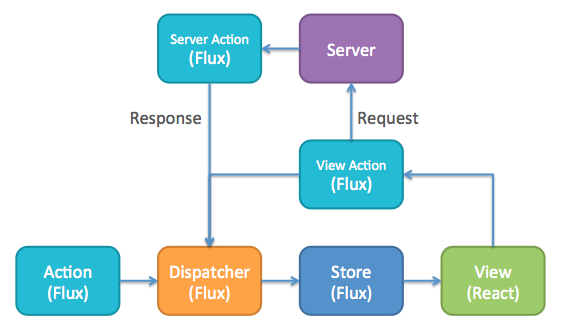 Server Action
(Flux)
Server
Response
Request
View Action
(Flux)
Action
(Flux)
Dispatcher
(Flux)
Store
(Flux)
View
(React)